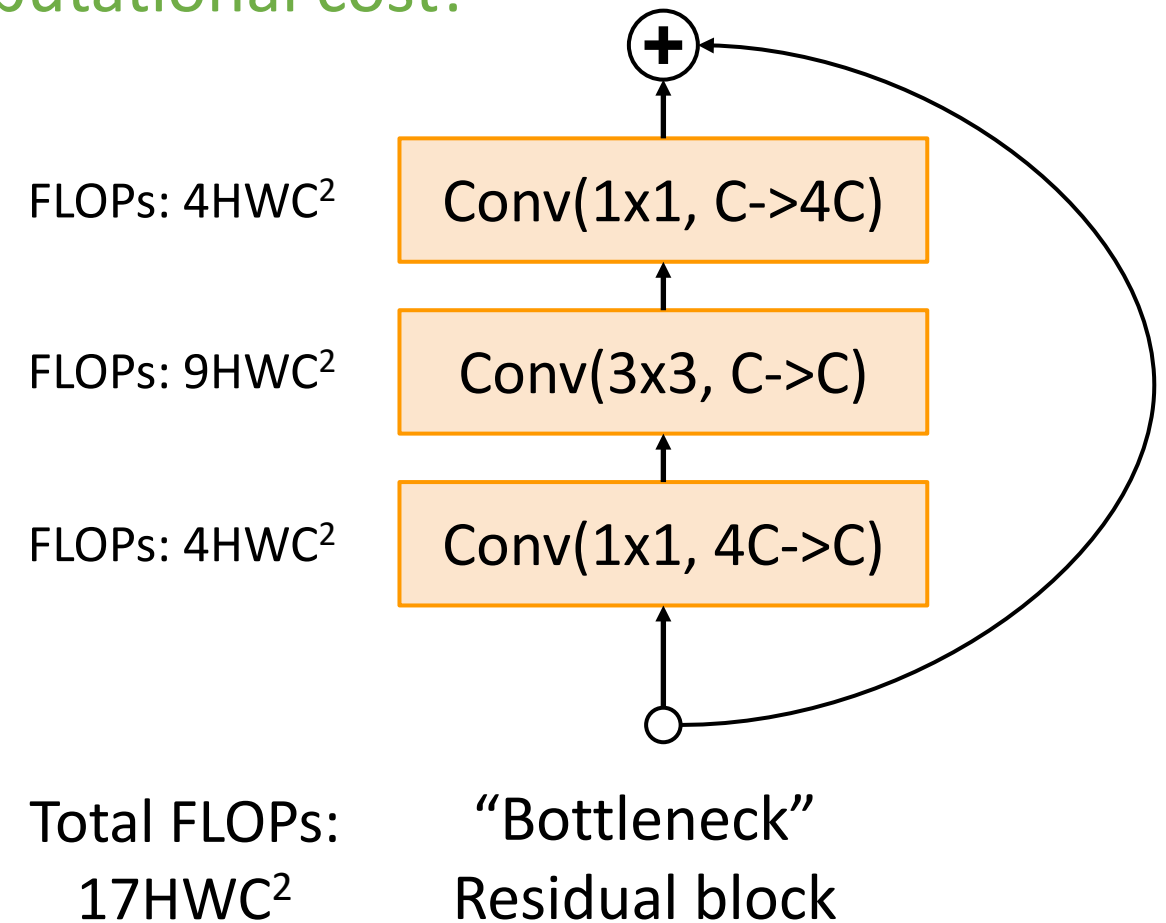 cost?
+
FLOPs: 4HWC²
Conv(1x1, C->4C)
FLOPs: 9HWC²
Conv(3x3, C->C)
FLOPs: 4HWC²
Conv(1x1, 4C->C)
Total FLOPs:
17HWC²
“Bottleneck”
Residual block